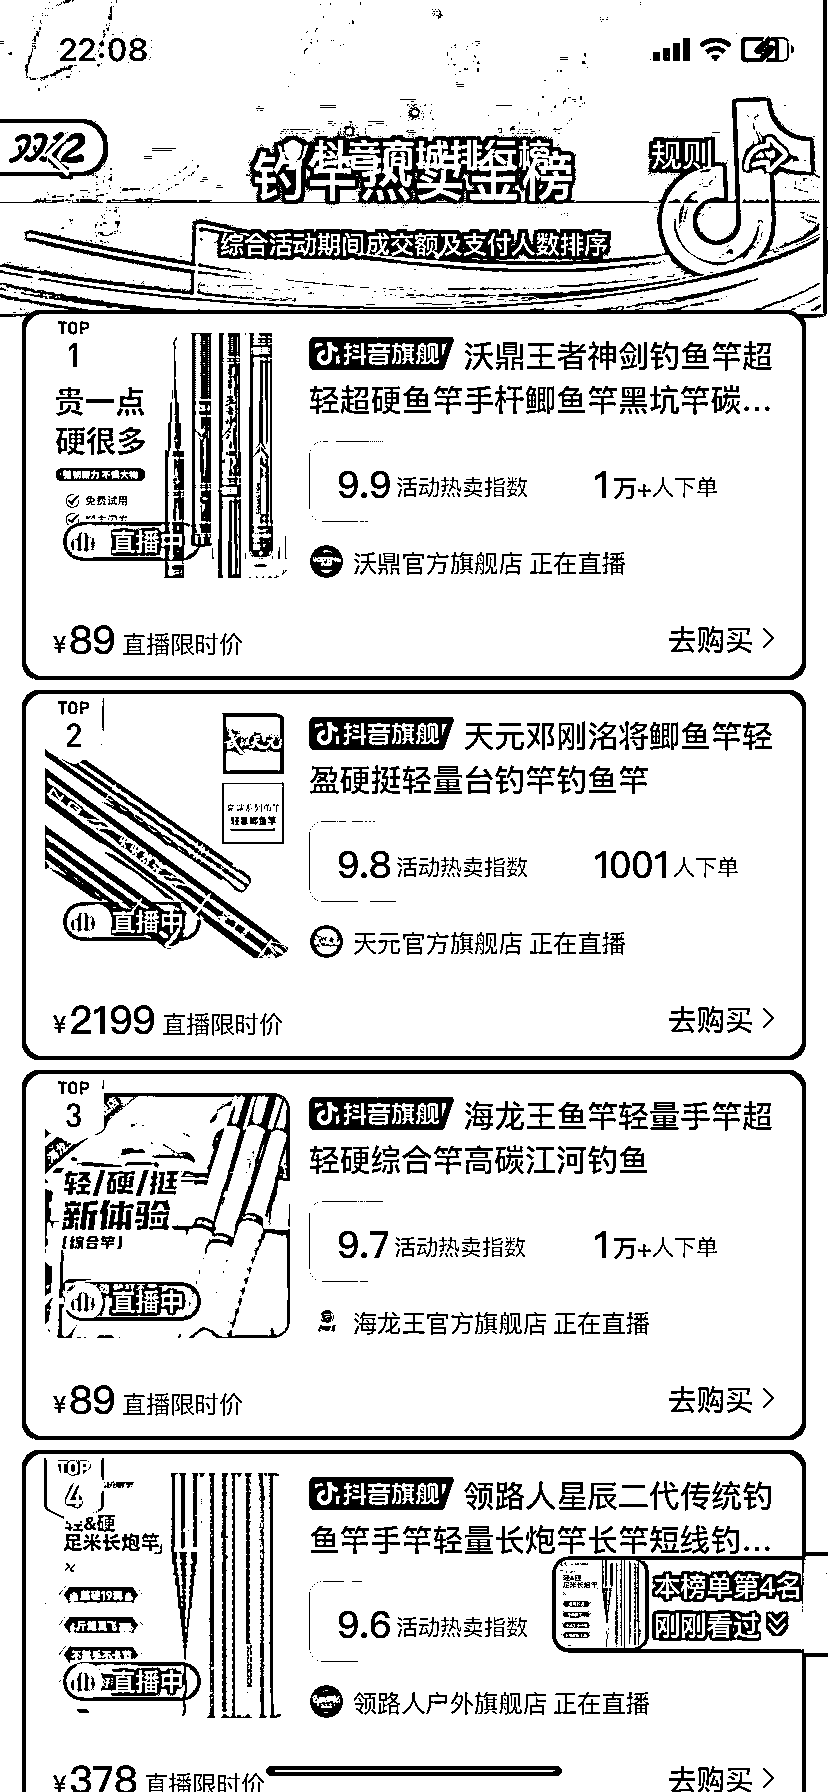 22:08
双12
抖音商城排行榜
钓竿热卖金榜
规则
综合活动期间成交额及支付人数排序
TOP
1
贵一点
硬很多
免费试用
直播中
抖音旗舰 沃鼎王者神剑钓鱼竿超
轻超硬鱼竿手杆鲫鱼竿黑坑竿碳...
9.9 活动热卖指数 1万+人下单
沃鼎官方旗舰店 正在直播
¥89 直播限时价 去购买
TOP
2
轻量鲫鱼竿
直播中
抖音旗舰 天元邓刚洺将鲫鱼竿轻
盈硬挺轻量台钓竿钓鱼竿
9.8 活动热卖指数 1001人下单
天元官方旗舰店 正在直播
¥2199 直播限时价 去购买
TOP
3
轻/硬/挺
新体验
[综合竿]
直播中
抖音旗舰 海龙王鱼竿轻量手竿超
轻硬综合竿高碳江河钓鱼
9.7 活动热卖指数 1万+人下单
海龙王官方旗舰店 正在直播
¥89 直播限时价 去购买
TOP
4
轻&硬
足米长炮竿
直播中
抖音旗舰 领路人星辰二代传统钓
鱼竿手竿轻量长炮竿长竿短线钓...
9.6 活动热卖指数
本榜单第4名
刚刚看过
领路人户外旗舰店 正在直播
¥378 直播限时价 去购买